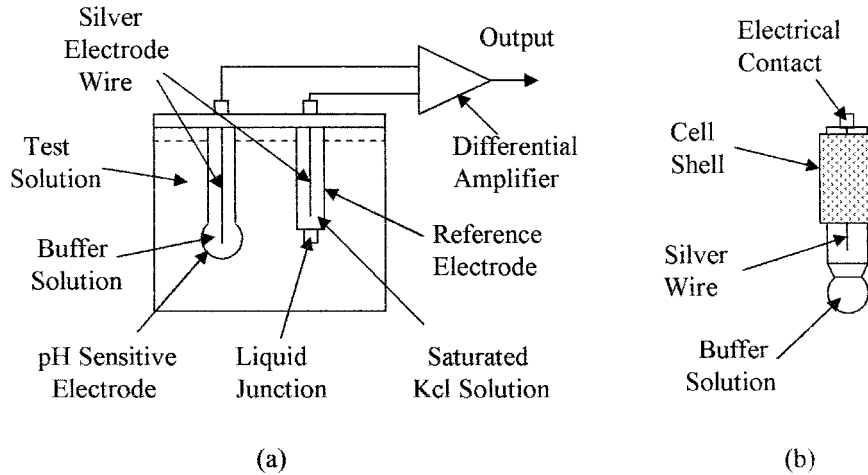 Silver
Electrode
Wire
Output
Test
Solution
Differential
Amplifier
Buffer
Solution
Reference
Electrode
pH Sensitive
Electrode
Liquid
Junction
Saturated
Kcl Solution
(a)
Electrical
Contact
Cell
Shell
Silver
Wire
Buffer
Solution
(b)